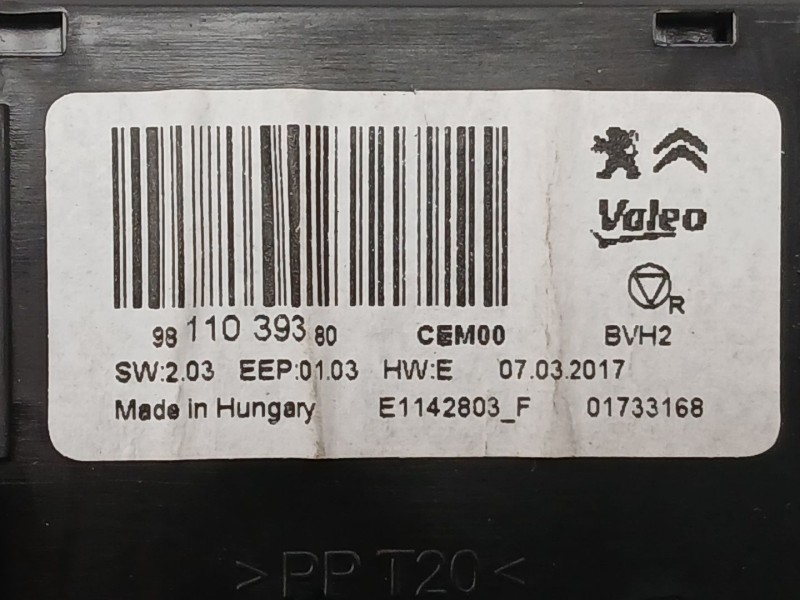 Valeo
R
98 110 393 80 CEM00 BVH2
SW:2.03 EEP:01.03 HW:E 07.03.2017
Made in Hungary E1142803_F 01733168
>PP T20<